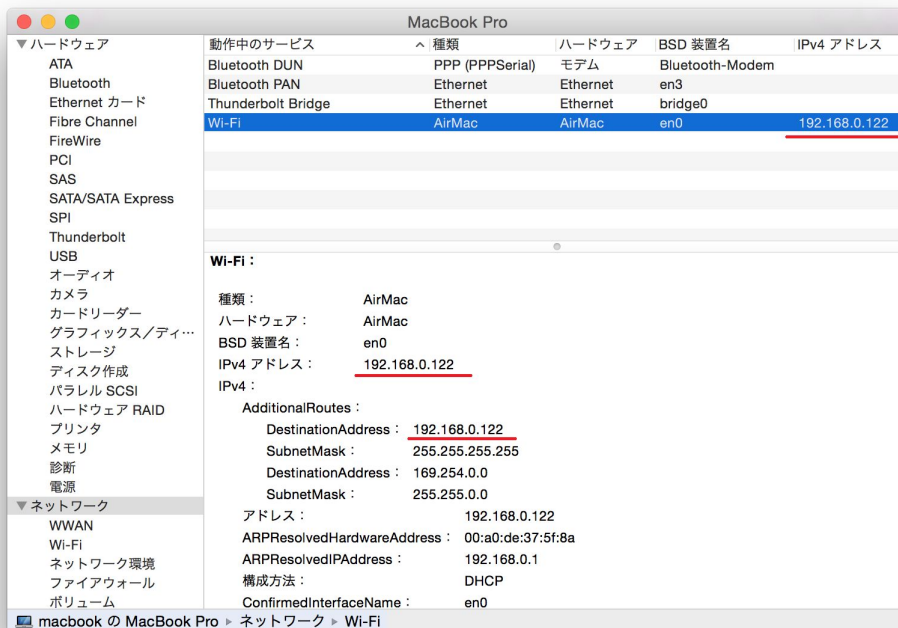 MacBook Pro
▼ハードウェア
ATA
Bluetooth
Ethernet カード
Fibre Channel
FireWire
PCI
SAS
SATA/SATA Express
SPI
Thunderbolt
USB
オーディオ
カメラ
カードリーダー
グラフィックス／ディ…
ストレージ
ディスク作成
パラレル SCSI
ハードウェア RAID
プリンタ
メモリ
診断
電源
▼ネットワーク
WWAN
Wi-Fi
ネットワーク環境
ファイアウォール
ボリューム
動作中のサービス 種類 ハードウェア BSD 装置名 IPv4 アドレス
Bluetooth DUN PPP (PPPSerial) モデム Bluetooth-Modem
Bluetooth PAN Ethernet Ethernet en3
Thunderbolt Bridge Ethernet Ethernet bridge0
Wi-Fi AirMac AirMac en0 192.168.0.122
Wi-Fi：
種類： AirMac
ハードウェア： AirMac
BSD 装置名： en0
IPv4 アドレス： 192.168.0.122
IPv4：
AdditionalRoutes：
DestinationAddress： 192.168.0.122
SubnetMask： 255.255.255.255
DestinationAddress： 169.254.0.0
SubnetMask： 255.255.0.0
アドレス： 192.168.0.122
ARPResolvedHardwareAddress： 00:a0:de:37:5f:8a
ARPResolvedIPAddress： 192.168.0.1
構成方法： DHCP
ConfirmedInterfaceName： en0
macbook の MacBook Pro ▸ ネットワーク ▸ Wi-Fi